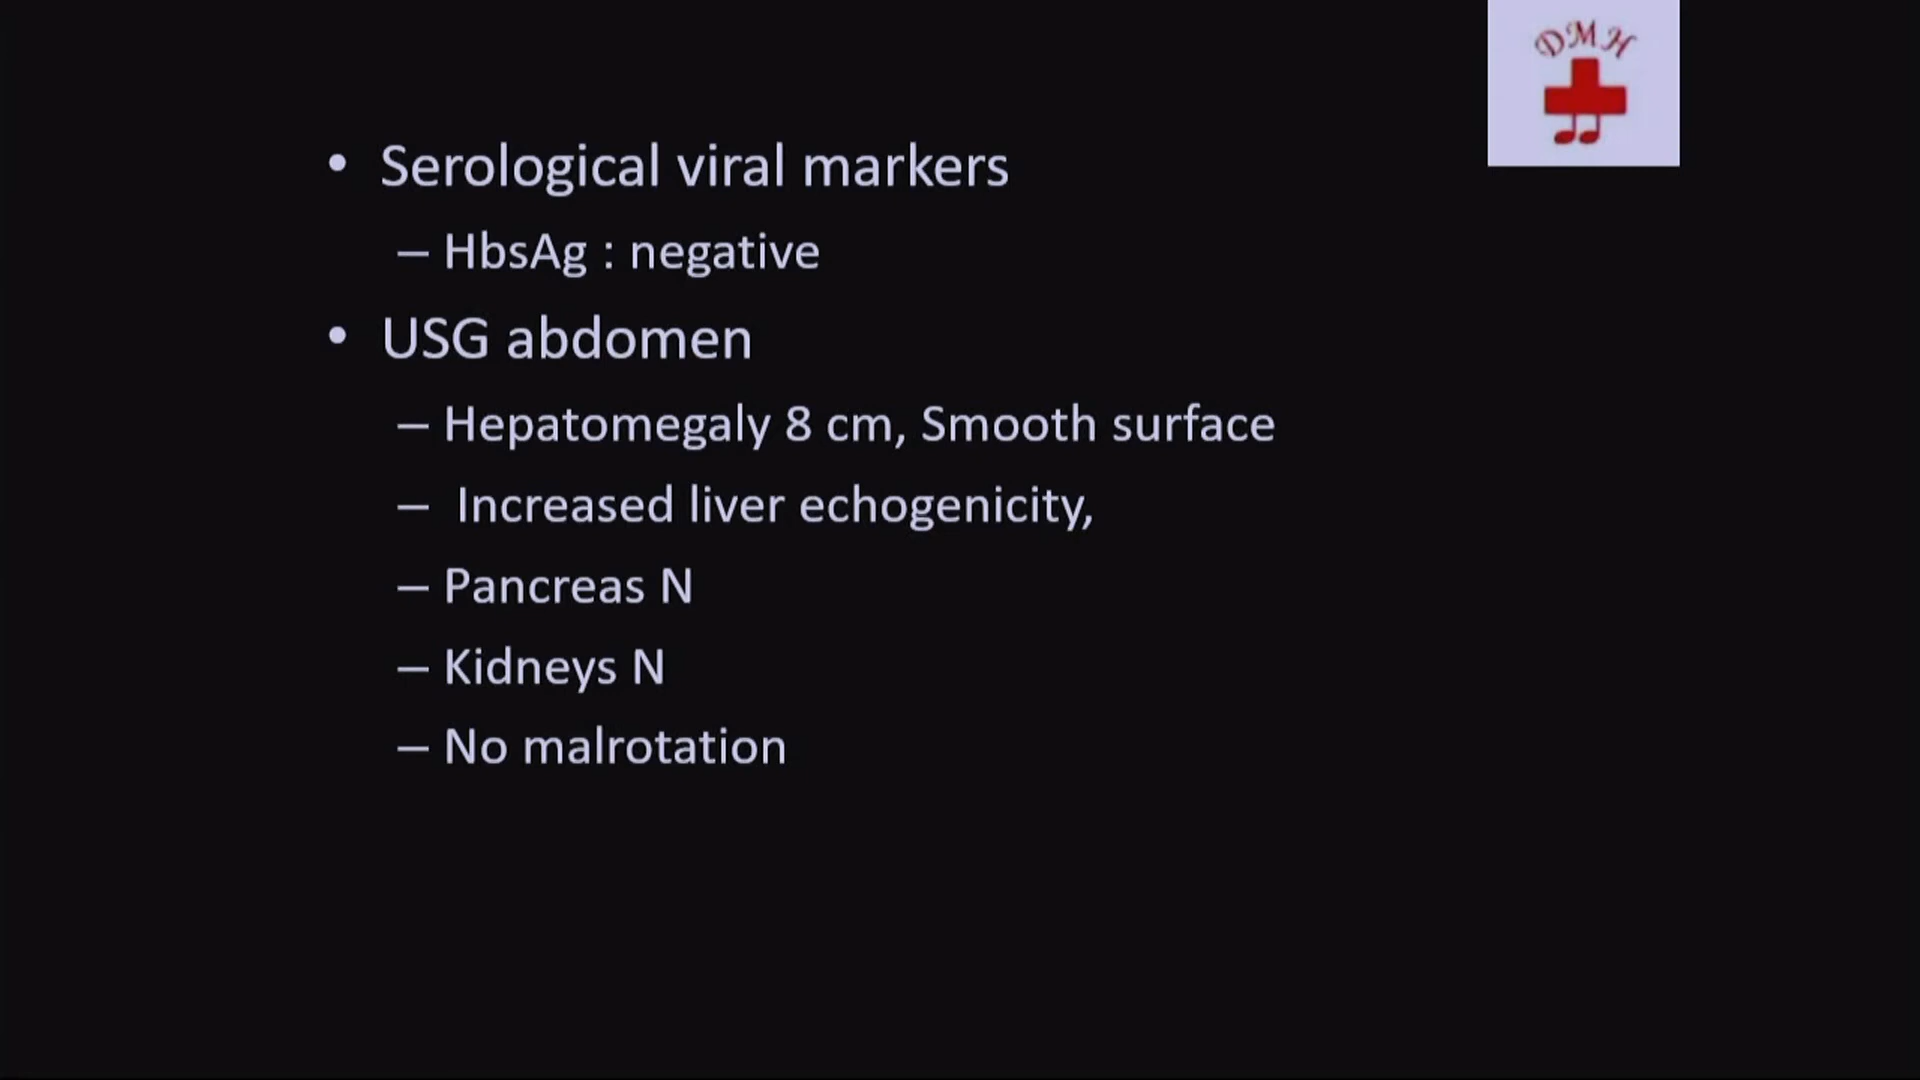 DMH
• Serological viral markers
– HbsAg : negative
• USG abdomen
– Hepatomegaly 8 cm, Smooth surface
– Increased liver echogenicity,
– Pancreas N
– Kidneys N
– No malrotation